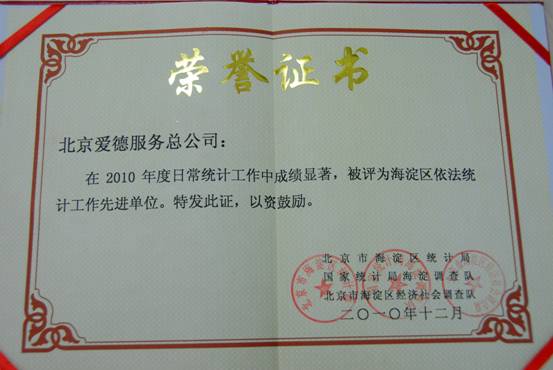 荣誉证书
北京爱德服务总公司：
在 2010 年度日常统计工作中成绩显著，被评为海淀区依法统
计工作先进单位。特发此证，以资鼓励。
北京市海淀区统计局
国家统计局海淀调查队
北京市海淀区经济社会调查队
二〇一〇年十二月